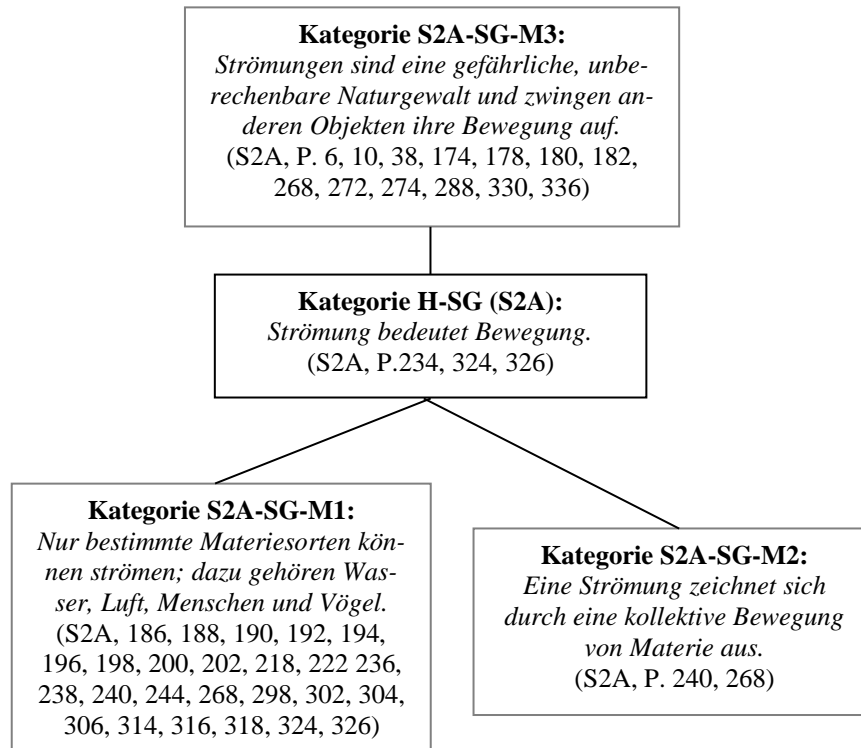 Kategorie S2A-SG-M3:
Strömungen sind eine gefährliche, unbe-
rechenbare Naturgewalt und zwingen an-
deren Objekten ihre Bewegung auf.
(S2A, P. 6, 10, 38, 174, 178, 180, 182,
268, 272, 274, 288, 330, 336)
Kategorie H-SG (S2A):
Strömung bedeutet Bewegung.
(S2A, P.234, 324, 326)
Kategorie S2A-SG-M1:
Nur bestimmte Materiesorten kön-
nen strömen; dazu gehören Was-
ser, Luft, Menschen und Vögel.
(S2A, 186, 188, 190, 192, 194,
196, 198, 200, 202, 218, 222 236,
238, 240, 244, 268, 298, 302, 304,
306, 314, 316, 318, 324, 326)
Kategorie S2A-SG-M2:
Eine Strömung zeichnet sich
durch eine kollektive Bewegung
von Materie aus.
(S2A, P. 240, 268)